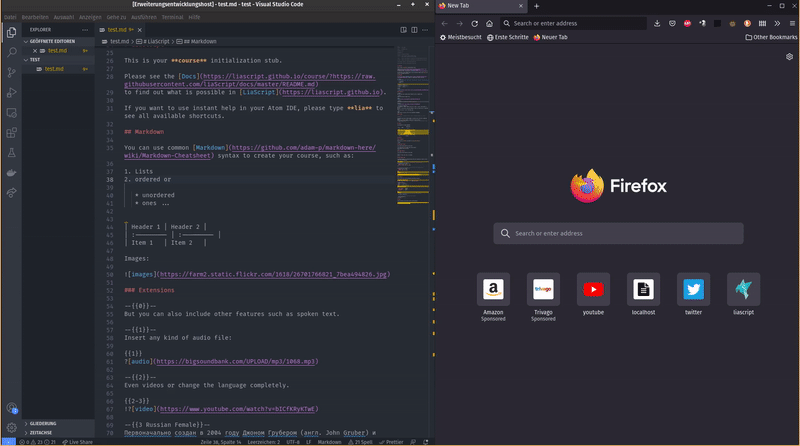 [Erweiterungsentwicklungshost] - test.md - test - Visual Studio Code
Datei Bearbeiten Auswahl Anzeigen Gehe zu Ausführen Terminal Hilfe
EXPLORER
GEÖFFNETE EDITOREN
test.md 9+
TEST
test.md 9+
GLIEDERUNG
ZEITACHSE
test.md 9+
test.md > # LiaScript > ## Markdown
25
26 This is your **course** initialization stub.
27
28 Please see the [Docs](https://liascript.github.io/course/?https://raw.
githubusercontent.com/liaScript/docs/master/README.md)
29 to find out what is possible in [LiaScript](https://liascript.github.io).
30
31 If you want to use instant help in your Atom IDE, please type **lia** to
see all available shortcuts.
32
33 ## Markdown
34
35 You can use common [Markdown](https://github.com/adam-p/markdown-here/
wiki/Markdown-Cheatsheet) syntax to create your course, such as:
36
37 1. Lists
38 2. ordered or
39
40 * unordered
41 * ones ...
42
43
44 | Header 1 | Header 2 |
45 | :--------- | :--------- |
46 | Item 1 | Item 2 |
47
48 Images:
49
50 ![images](https://farm2.static.flickr.com/1618/26701766821_7bea494826.jpg)
51
52 ### Extensions
53
54 --{{0}}--
55 But you can also include other features such as spoken text.
56
57 --{{1}}--
58 Insert any kind of audio file:
59
60 {{1}}
61 ?[audio](https://bigsoundbank.com/UPLOAD/mp3/1068.mp3)
62
63 --{{2}}--
64 Even videos or change the language completely.
65
66 {{2-3}}
67 !?[video](https://www.youtube.com/watch?v=bICfKRyKTwE)
68
69 --{{3 Russian Female}}--
70 Первоначально создан в 2004 году Джоном Грубером (англ. John Gruber) и
0 23 21 Live Share
Zeile 38, Spalte 14 Leerzeichen: 2 UTF-8 LF Markdown 21 Spell Prettier
New Tab
Search or enter address
Meistbesucht Erste Schritte Neuer Tab Other Bookmarks
Firefox
Search or enter address
Amazon
Sponsored
trivago
Trivago
Sponsored
youtube
localhost
twitter
liascript